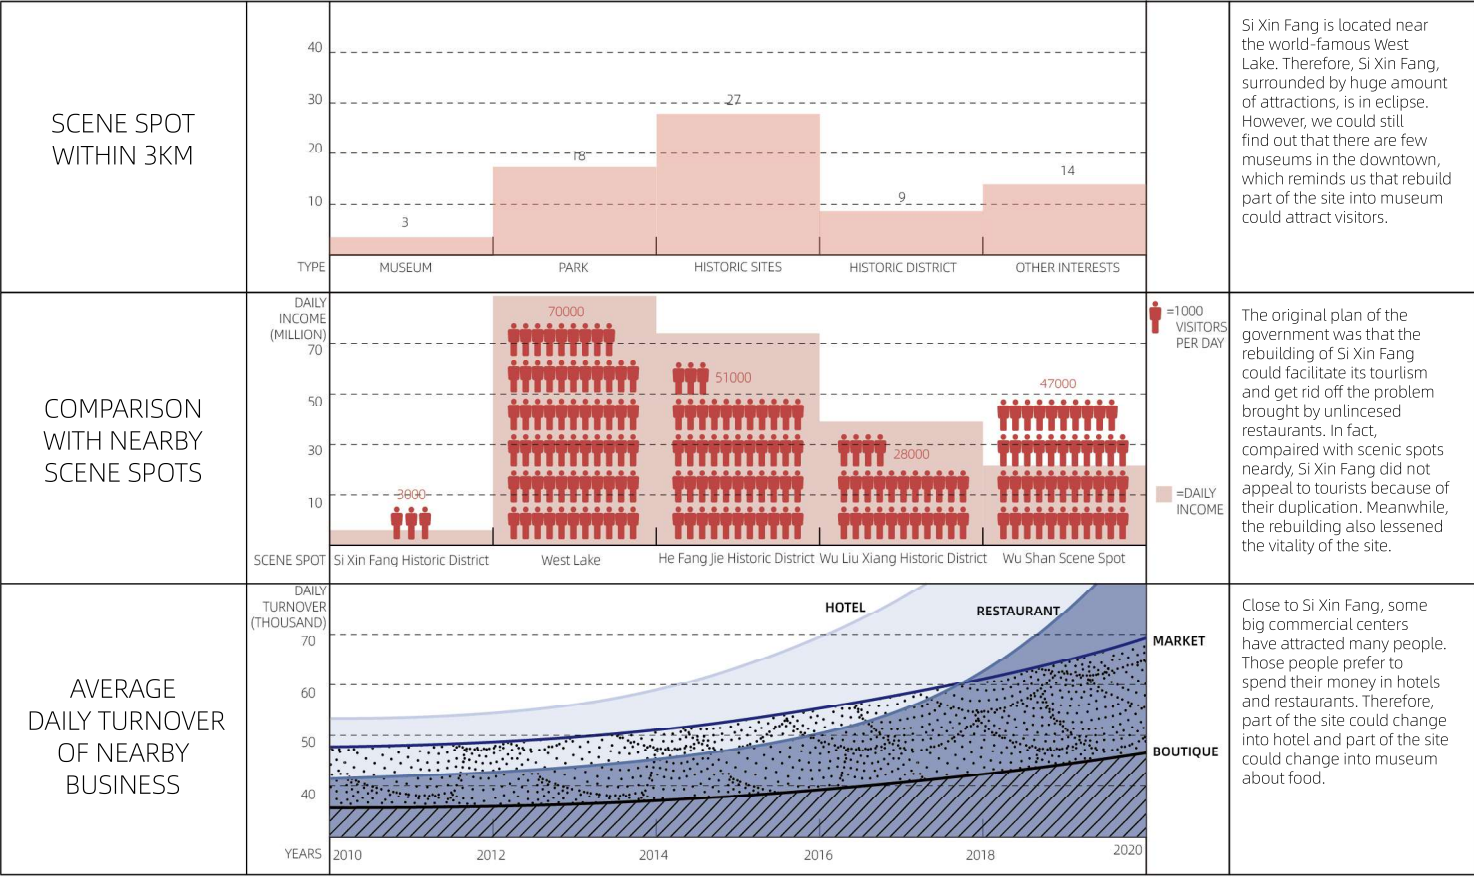 SCENE SPOT
WITHIN 3KM
40
30
20
10
3
18
27
9
14
TYPE
MUSEUM
PARK
HISTORIC SITES
HISTORIC DISTRICT
OTHER INTERESTS
Si Xin Fang is located near
the world-famous West
Lake. Therefore, Si Xin Fang,
surrounded by huge amount
of attractions, is in eclipse.
However, we could still
find out that there are few
museums in the downtown,
which reminds us that rebuild
part of the site into museum
could attract visitors.
COMPARISON
WITH NEARBY
SCENE SPOTS
DAILY
INCOME
(MILLION)
70
50
30
10
3000
70000
51000
28000
47000
SCENE SPOT
Si Xin Fang Historic District
West Lake
He Fang Jie Historic District
Wu Liu Xiang Historic District
Wu Shan Scene Spot
=1000
VISITORS
PER DAY
=DAILY
INCOME
The original plan of the
government was that the
rebuilding of Si Xin Fang
could facilitate its tourlism
and get rid off the problem
brought by unlincesed
restaurants. In fact,
compaired with scenic spots
neardy, Si Xin Fang did not
appeal to tourists because of
their duplication. Meanwhile,
the rebuilding also lessened
the vitality of the site.
AVERAGE
DAILY TURNOVER
OF NEARBY
BUSINESS
DAILY
TURNOVER
(THOUSAND)
70
60
50
40
HOTEL
RESTAURANT
MARKET
BOUTIQUE
YEARS
2010
2012
2014
2016
2018
2020
Close to Si Xin Fang, some
big commercial centers
have attracted many people.
Those people prefer to
spend their money in hotels
and restaurants. Therefore,
part of the site could change
into hotel and part of the site
could change into museum
about food.